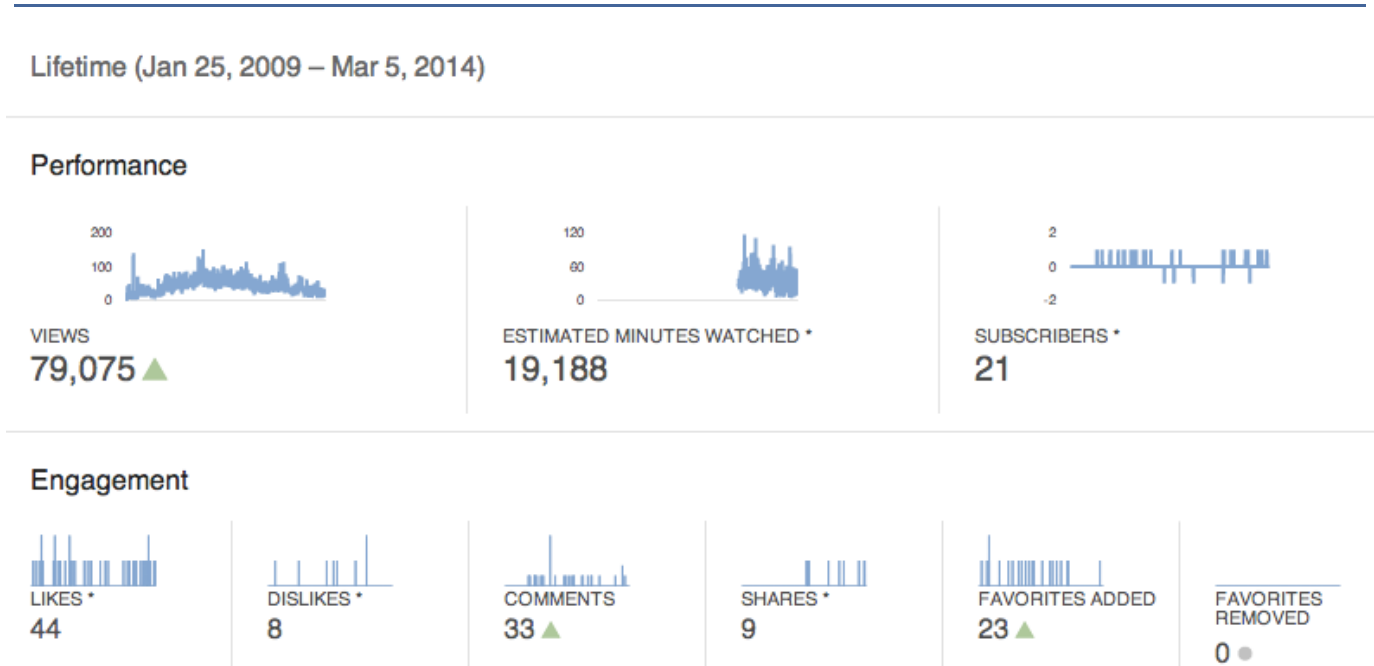 Lifetime (Jan 25, 2009 – Mar 5, 2014)
Performance
200
100
0
VIEWS
79,075
120
60
0
ESTIMATED MINUTES WATCHED *
19,188
2
0
-2
SUBSCRIBERS *
21
Engagement
LIKES *
44
DISLIKES *
8
COMMENTS
33
SHARES *
9
FAVORITES ADDED
23
FAVORITES
REMOVED
0